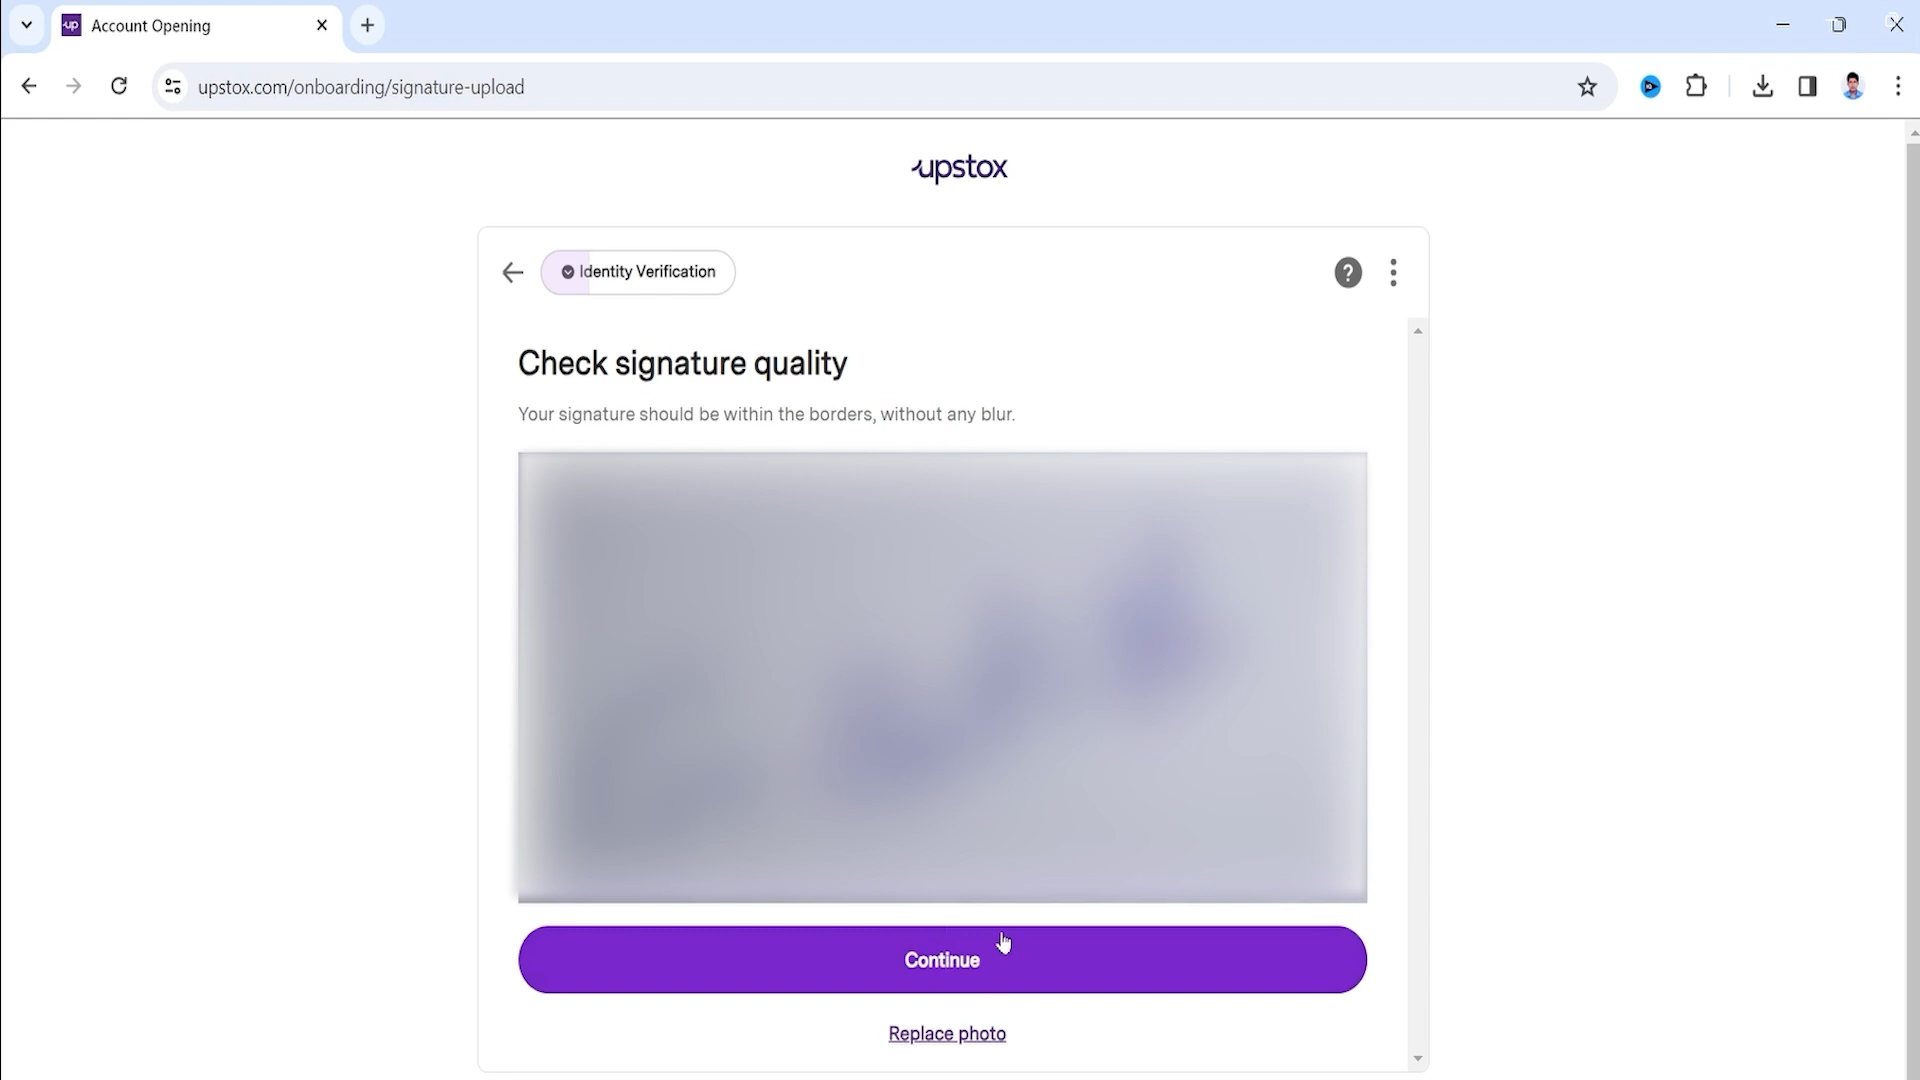 up Account Opening
upstox.com/onboarding/signature-upload
upstox
Identity Verification
?
Check signature quality
Your signature should be within the borders, without any blur.
Continue
Replace photo